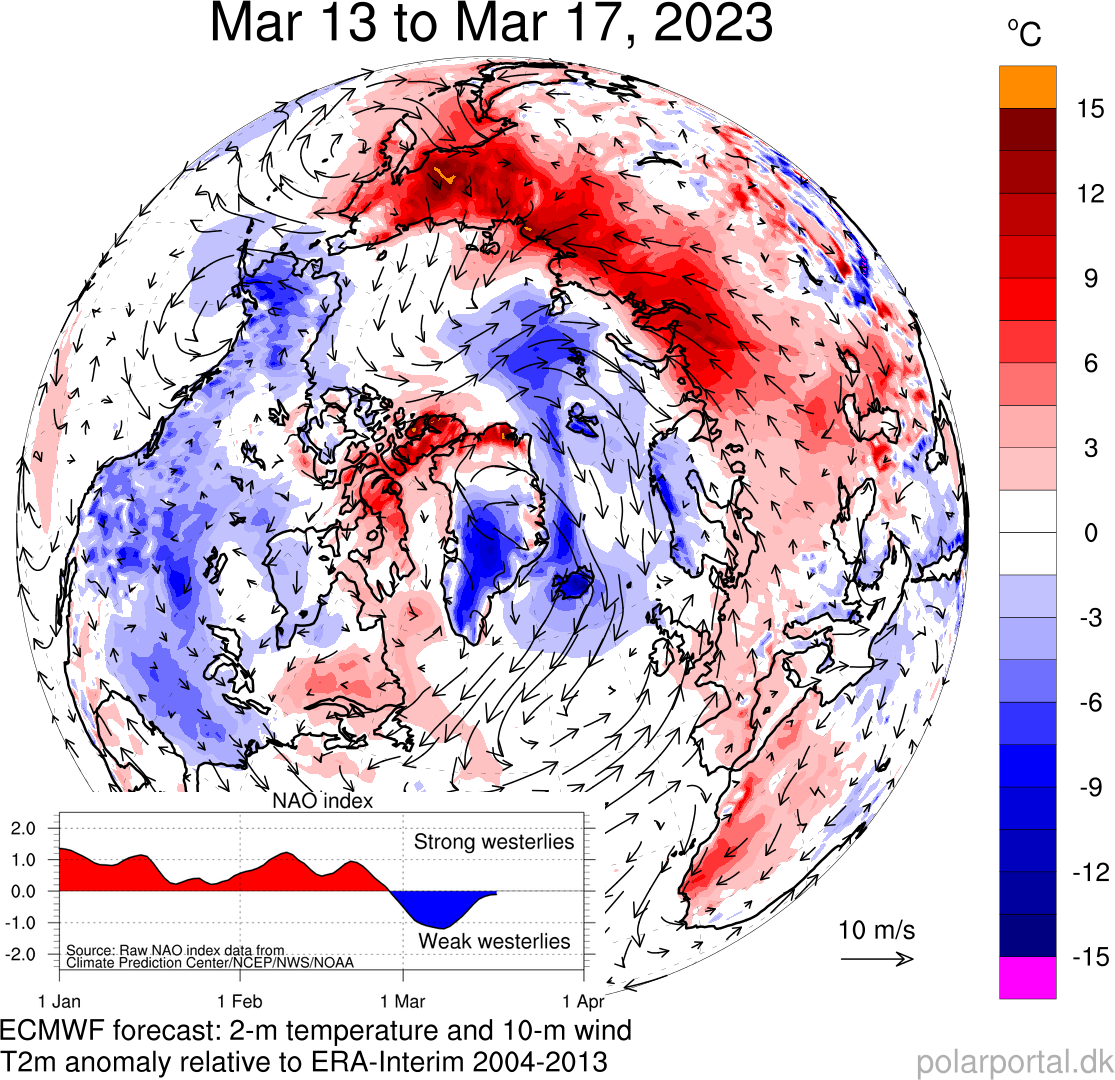 Mar 13 to Mar 17, 2023
°C
15
12
9
6
3
0
-3
-6
-9
-12
-15
NAO index
2.0
1.0
0.0
-1.0
-2.0
Strong westerlies
Weak westerlies
Source: Raw NAO index data from
Climate Prediction Center/NCEP/NWS/NOAA
1 Jan
1 Feb
1 Mar
1 Apr
10 m/s
ECMWF forecast: 2-m temperature and 10-m wind
T2m anomaly relative to ERA-Interim 2004-2013
polarportal.dk